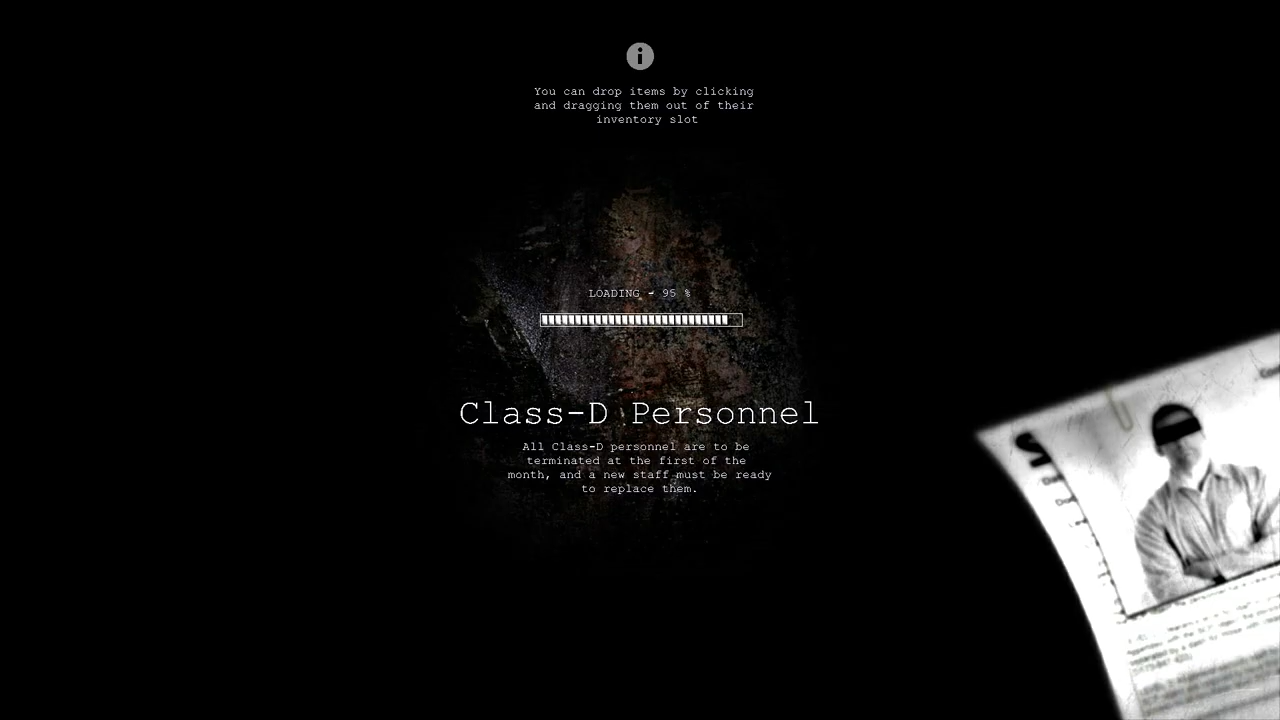 You can drop items by clicking
and dragging them out of their
inventory slot
LOADING - 95 %
Class-D Personnel
All Class-D personnel are to be
terminated at the first of the
month, and a new staff must be ready
to replace them.